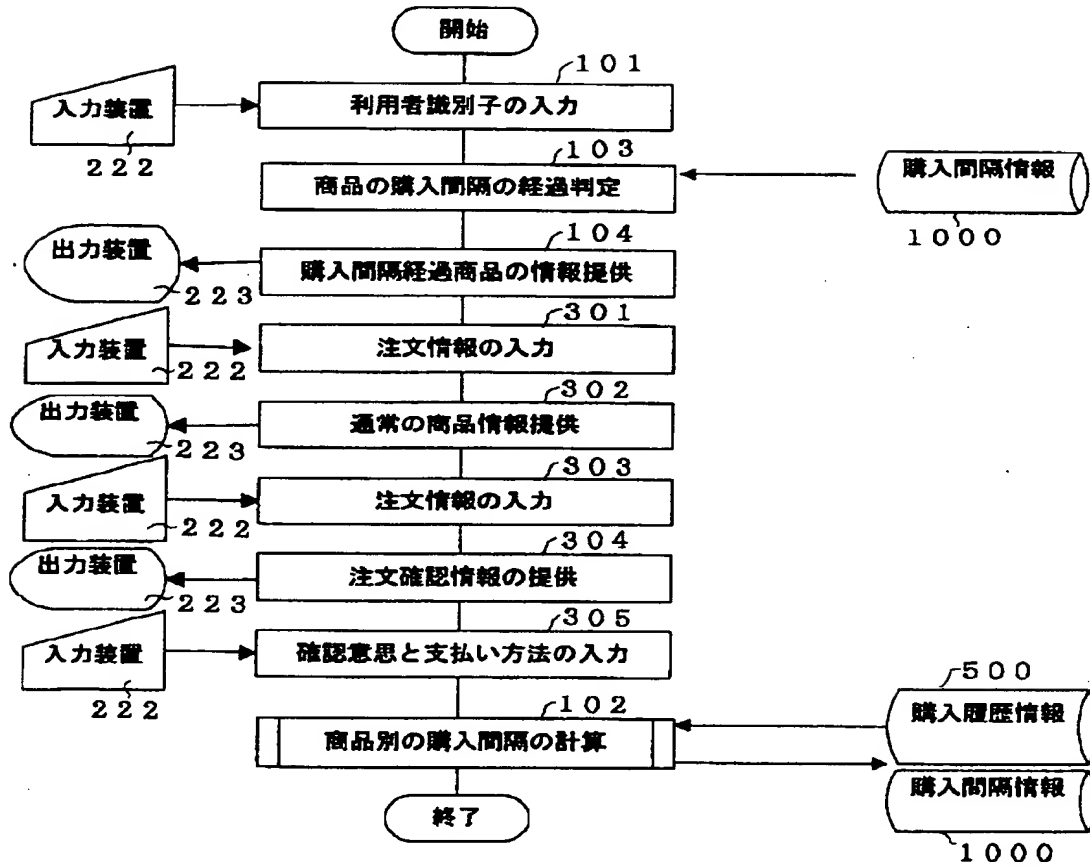 開始
101
入力装置
利用者識別子の入力
222
103
商品の購入間隔の経過判定
購入間隔情報
1000
104
出力装置
購入間隔経過商品の情報提供
223
301
入力装置
注文情報の入力
222
302
出力装置
通常の商品情報提供
223
303
入力装置
注文情報の入力
222
304
出力装置
注文確認情報の提供
223
305
入力装置
確認意思と支払い方法の入力
222
102
500
商品別の購入間隔の計算
購入履歴情報
購入間隔情報
1000
終了